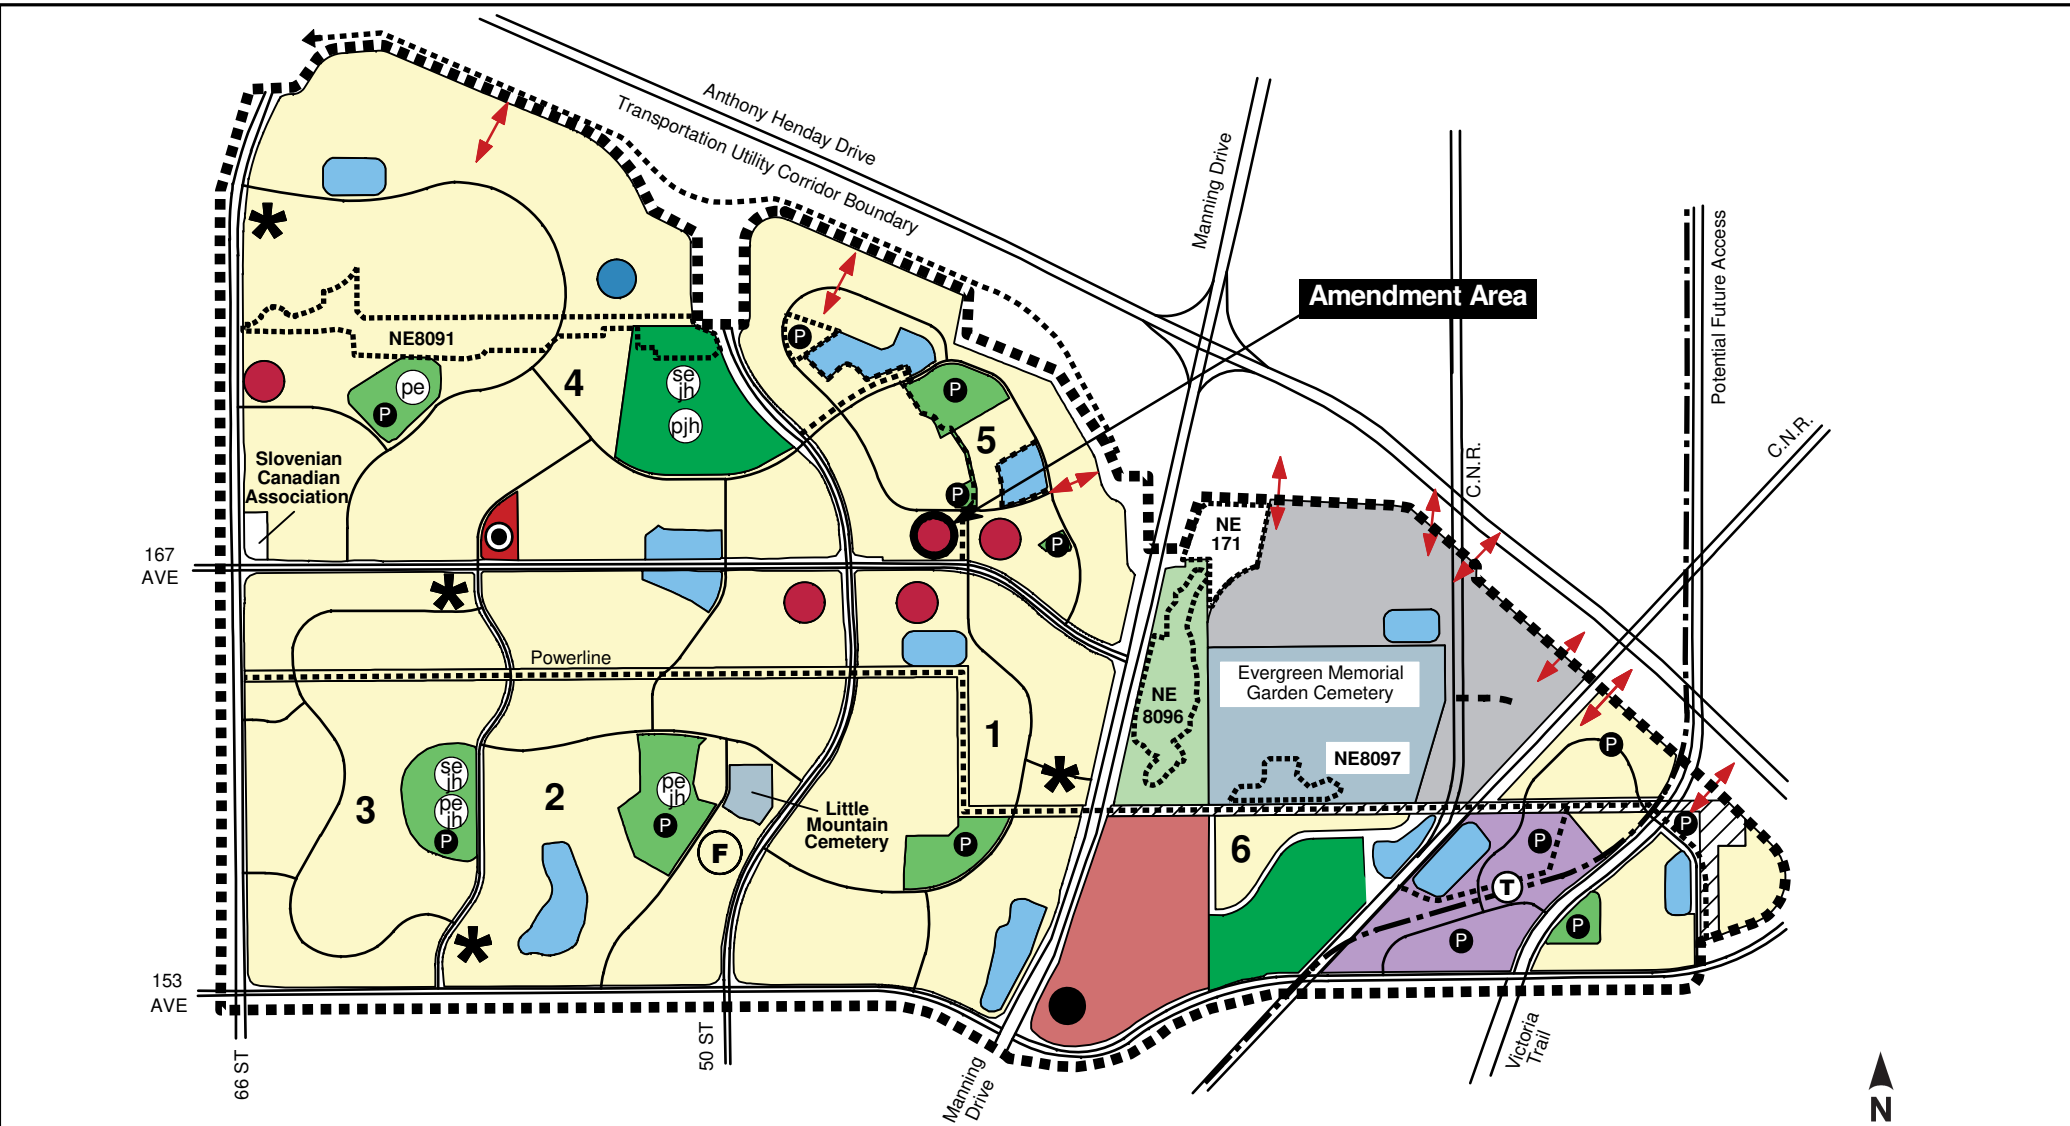 Anthony Henday Drive
Transportation Utility Corridor Boundary
Manning Drive
Potential Future Access
Amendment Area
NE8091
P
pe
P
4
se
jh
pjh
P
5
C.N.R.
C.N.R.
Slovenian
Canadian
Association
P
NE
171
P
167
AVE
Powerline
Evergreen Memorial
Garden Cemetery
NE
8096
1
NE8097
P
se
jh
pe
jh
P
3
2
pe
jh
P
Little
Mountain
Cemetery
F
P
6
P
P
T
P
P
153
AVE
66 ST
50 ST
Manning
Drive
Victoria
Trail
N